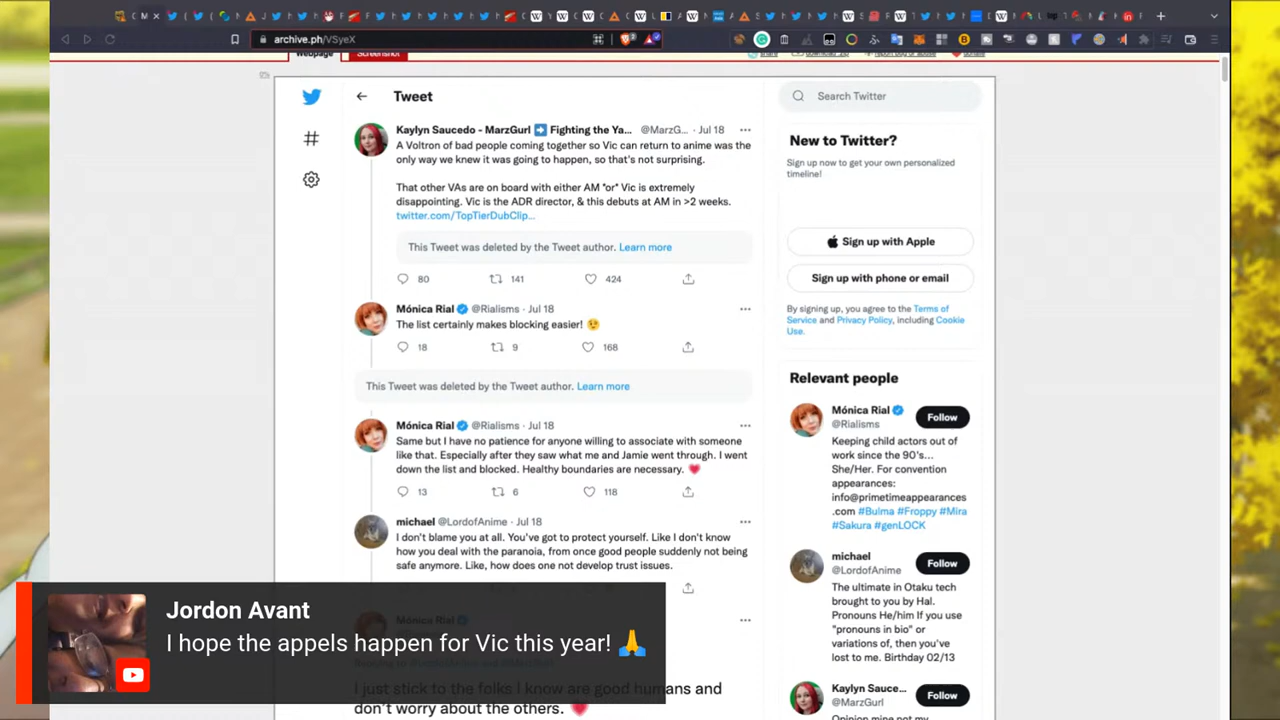 archive.ph/VSyeX
Webpage
Screenshot
share
download .zip
report bug or abuse
donate
Tweet
Search Twitter
Kaylyn Saucedo - MarzGurl ➡️ Fighting the Ya... @MarzG... · Jul 18
A Voltron of bad people coming together so Vic can return to anime was the
only way we knew it was going to happen, so that's not surprising.
That other VAs are on board with either AM *or* Vic is extremely
disappointing. Vic is the ADR director, & this debuts at AM in >2 weeks.
twitter.com/TopTierDubClip...
This Tweet was deleted by the Tweet author. Learn more
80 141 424
Mónica Rial @Rialisms · Jul 18
The list certainly makes blocking easier! 😉
18 9 168
This Tweet was deleted by the Tweet author. Learn more
Mónica Rial @Rialisms · Jul 18
Same but I have no patience for anyone willing to associate with someone
like that. Especially after they saw what me and Jamie went through. I went
down the list and blocked. Healthy boundaries are necessary. 💗
13 6 118
michael @LordofAnime · Jul 18
I don't blame you at all. You've got to protect yourself. Like I don't know
how you deal with the paranoia, from once good people suddenly not being
safe anymore. Like, how does one not develop trust issues.
Mónica Rial
I just stick to the folks I know are good humans and
don't worry about the others. 💗
New to Twitter?
Sign up now to get your own personalized
timeline!
Sign up with Apple
Sign up with phone or email
By signing up, you agree to the Terms of
Service and Privacy Policy, including Cookie
Use.
Relevant people
Mónica Rial
@Rialisms
Follow
Keeping child actors out of
work since the 90's...
She/Her. For convention
appearances:
info@primetimeappearances
.com #Bulma #Froppy #Mira
#Sakura #genLOCK
michael
@LordofAnime
Follow
The ultimate in Otaku tech
brought to you by Hal.
Pronouns He/him If you use
"pronouns in bio" or
variations of, then you've
lost to me. Birthday 02/13
Kaylyn Sauce...
@MarzGurl
Follow
Opinion mine not my
Jordon Avant
I hope the appels happen for Vic this year! 🙏